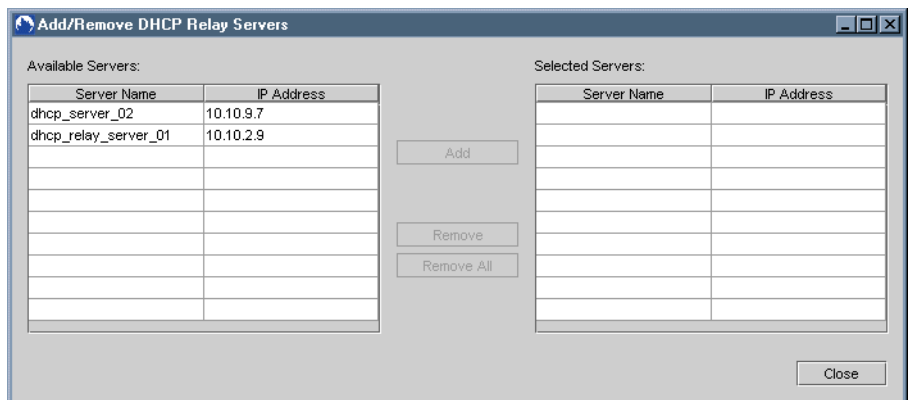 Add/Remove DHCP Relay Servers
Available Servers:
Selected Servers:
Server Name IP Address
Server Name IP Address
dhcp_server_02 10.10.9.7
dhcp_relay_server_01 10.10.2.9
Add
Remove
Remove All
Close